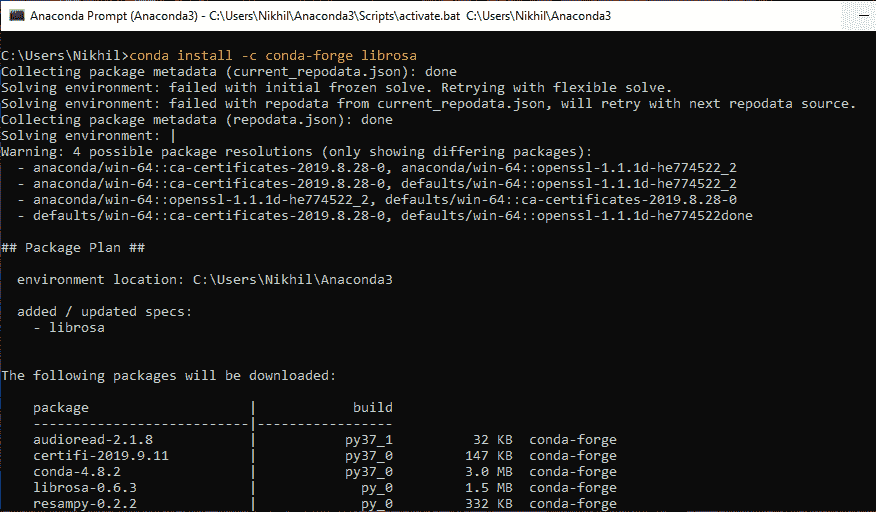 Anaconda Prompt (Anaconda3) - C:\Users\Nikhil\Anaconda3\Scripts\activate.bat C:\Users\Nikhil\Anaconda3
C:\Users\Nikhil>conda install -c conda-forge librosa
Collecting package metadata (current_repodata.json): done
Solving environment: failed with initial frozen solve. Retrying with flexible solve.
Solving environment: failed with repodata from current_repodata.json, will retry with next repodata source.
Collecting package metadata (repodata.json): done
Solving environment: |
Warning: 4 possible package resolutions (only showing differing packages):
  - anaconda/win-64::ca-certificates-2019.8.28-0, anaconda/win-64::openssl-1.1.1d-he774522_2
  - anaconda/win-64::ca-certificates-2019.8.28-0, defaults/win-64::openssl-1.1.1d-he774522_2
  - anaconda/win-64::openssl-1.1.1d-he774522_2, defaults/win-64::ca-certificates-2019.8.28-0
  - defaults/win-64::ca-certificates-2019.8.28-0, defaults/win-64::openssl-1.1.1d-he774522done
## Package Plan ##
  environment location: C:\Users\Nikhil\Anaconda3
  added / updated specs:
    - librosa
The following packages will be downloaded:
    package                    |            build
    ---------------------------|-----------------
    audioread-2.1.8            |           py37_1          32 KB  conda-forge
    certifi-2019.9.11          |           py37_0         147 KB  conda-forge
    conda-4.8.2                |           py37_0         3.0 MB  conda-forge
    librosa-0.6.3              |             py_0         1.5 MB  conda-forge
    resampy-0.2.2              |             py_0         332 KB  conda-forge